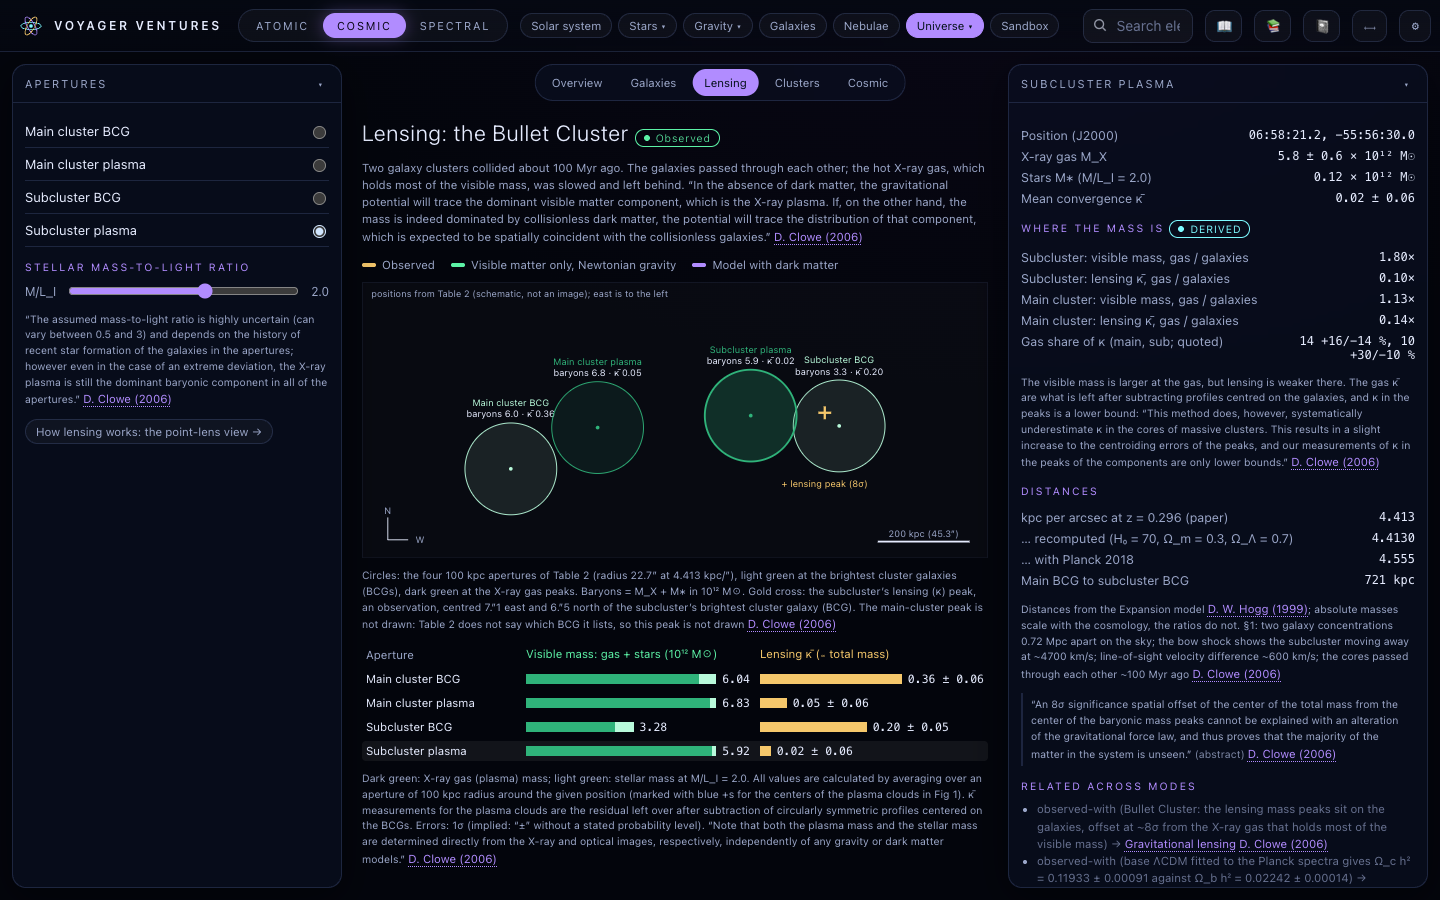 VOYAGER VENTURES
ATOMIC COSMIC SPECTRAL
Solar system Stars ▾ Gravity ▾ Galaxies Nebulae Universe ▾ Sandbox
Search ele
APERTURES
Main cluster BCG
Main cluster plasma
Subcluster BCG
Subcluster plasma
STELLAR MASS-TO-LIGHT RATIO
M/L_I 2.0
“The assumed mass-to-light ratio is highly uncertain (can
vary between 0.5 and 3) and depends on the history of
recent star formation of the galaxies in the apertures;
however even in the case of an extreme deviation, the X-ray
plasma is still the dominant baryonic component in all of the
apertures.” D. Clowe (2006)
How lensing works: the point-lens view →
Overview Galaxies Lensing Clusters Cosmic
Lensing: the Bullet Cluster Observed
Two galaxy clusters collided about 100 Myr ago. The galaxies passed through each other; the hot X-ray gas, which
holds most of the visible mass, was slowed and left behind. “In the absence of dark matter, the gravitational
potential will trace the dominant visible matter component, which is the X-ray plasma. If, on the other hand, the
mass is indeed dominated by collisionless dark matter, the potential will trace the distribution of that component,
which is expected to be spatially coincident with the collisionless galaxies.” D. Clowe (2006)
Observed Visible matter only, Newtonian gravity Model with dark matter
positions from Table 2 (schematic, not an image); east is to the left
Subcluster plasma
baryons 5.9 · κ̄ 0.02
Subcluster BCG
baryons 3.3 · κ̄ 0.20
Main cluster plasma
baryons 6.8 · κ̄ 0.05
Main cluster BCG
baryons 6.0 · κ̄ 0.36
+ lensing peak (8σ)
N
W
200 kpc (45.3″)
Circles: the four 100 kpc apertures of Table 2 (radius 22.7″ at 4.413 kpc/″), light green at the brightest cluster galaxies
(BCGs), dark green at the X-ray gas peaks. Baryons = M_X + M∗ in 10¹² M☉. Gold cross: the subcluster’s lensing (κ) peak,
an observation, centred 7.″1 east and 6.″5 north of the subcluster’s brightest cluster galaxy (BCG). The main-cluster peak is
not drawn: Table 2 does not say which BCG it lists, so this peak is not drawn D. Clowe (2006)
Aperture Visible mass: gas + stars (10¹² M☉) Lensing κ̄ (∼ total mass)
Main cluster BCG 6.04 0.36 ± 0.06
Main cluster plasma 6.83 0.05 ± 0.06
Subcluster BCG 3.28 0.20 ± 0.05
Subcluster plasma 5.92 0.02 ± 0.06
Dark green: X-ray gas (plasma) mass; light green: stellar mass at M/L_I = 2.0. All values are calculated by averaging over an
aperture of 100 kpc radius around the given position (marked with blue +s for the centers of the plasma clouds in Fig 1). κ̄
measurements for the plasma clouds are the residual left over after subtraction of circularly symmetric profiles centered on
the BCGs. Errors: 1σ (implied: “±” without a stated probability level). “Note that both the plasma mass and the stellar mass
are determined directly from the X-ray and optical images, respectively, independently of any gravity or dark matter
models.” D. Clowe (2006)
SUBCLUSTER PLASMA
Position (J2000) 06:58:21.2, −55:56:30.0
X-ray gas M_X 5.8 ± 0.6 × 10¹² M☉
Stars M∗ (M/L_I = 2.0) 0.12 × 10¹² M☉
Mean convergence κ̄ 0.02 ± 0.06
WHERE THE MASS IS DERIVED
Subcluster: visible mass, gas / galaxies 1.80×
Subcluster: lensing κ̄, gas / galaxies 0.10×
Main cluster: visible mass, gas / galaxies 1.13×
Main cluster: lensing κ̄, gas / galaxies 0.14×
Gas share of κ (main, sub; quoted) 14 +16/−14 %, 10
+30/−10 %
The visible mass is larger at the gas, but lensing is weaker there. The gas κ̄
are what is left after subtracting profiles centred on the galaxies, and κ in the
peaks is a lower bound: “This method does, however, systematically
underestimate κ in the cores of massive clusters. This results in a slight
increase to the centroiding errors of the peaks, and our measurements of κ in
the peaks of the components are only lower bounds.” D. Clowe (2006)
DISTANCES
kpc per arcsec at z = 0.296 (paper) 4.413
… recomputed (H₀ = 70, Ω_m = 0.3, Ω_Λ = 0.7) 4.4130
… with Planck 2018 4.555
Main BCG to subcluster BCG 721 kpc
Distances from the Expansion model D. W. Hogg (1999); absolute masses
scale with the cosmology, the ratios do not. §1: two galaxy concentrations
0.72 Mpc apart on the sky; the bow shock shows the subcluster moving away
at ~4700 km/s; line-of-sight velocity difference ~600 km/s; the cores passed
through each other ~100 Myr ago D. Clowe (2006)
“An 8σ significance spatial offset of the center of the total mass from the
center of the baryonic mass peaks cannot be explained with an alteration
of the gravitational force law, and thus proves that the majority of the
matter in the system is unseen.” (abstract) D. Clowe (2006)
RELATED ACROSS MODES
observed-with (Bullet Cluster: the lensing mass peaks sit on the
galaxies, offset at ~8σ from the X-ray gas that holds most of the
visible mass) → Gravitational lensing D. Clowe (2006)
observed-with (base ΛCDM fitted to the Planck spectra gives Ω_c h²
= 0.11933 ± 0.00091 against Ω_b h² = 0.02242 ± 0.00014) →